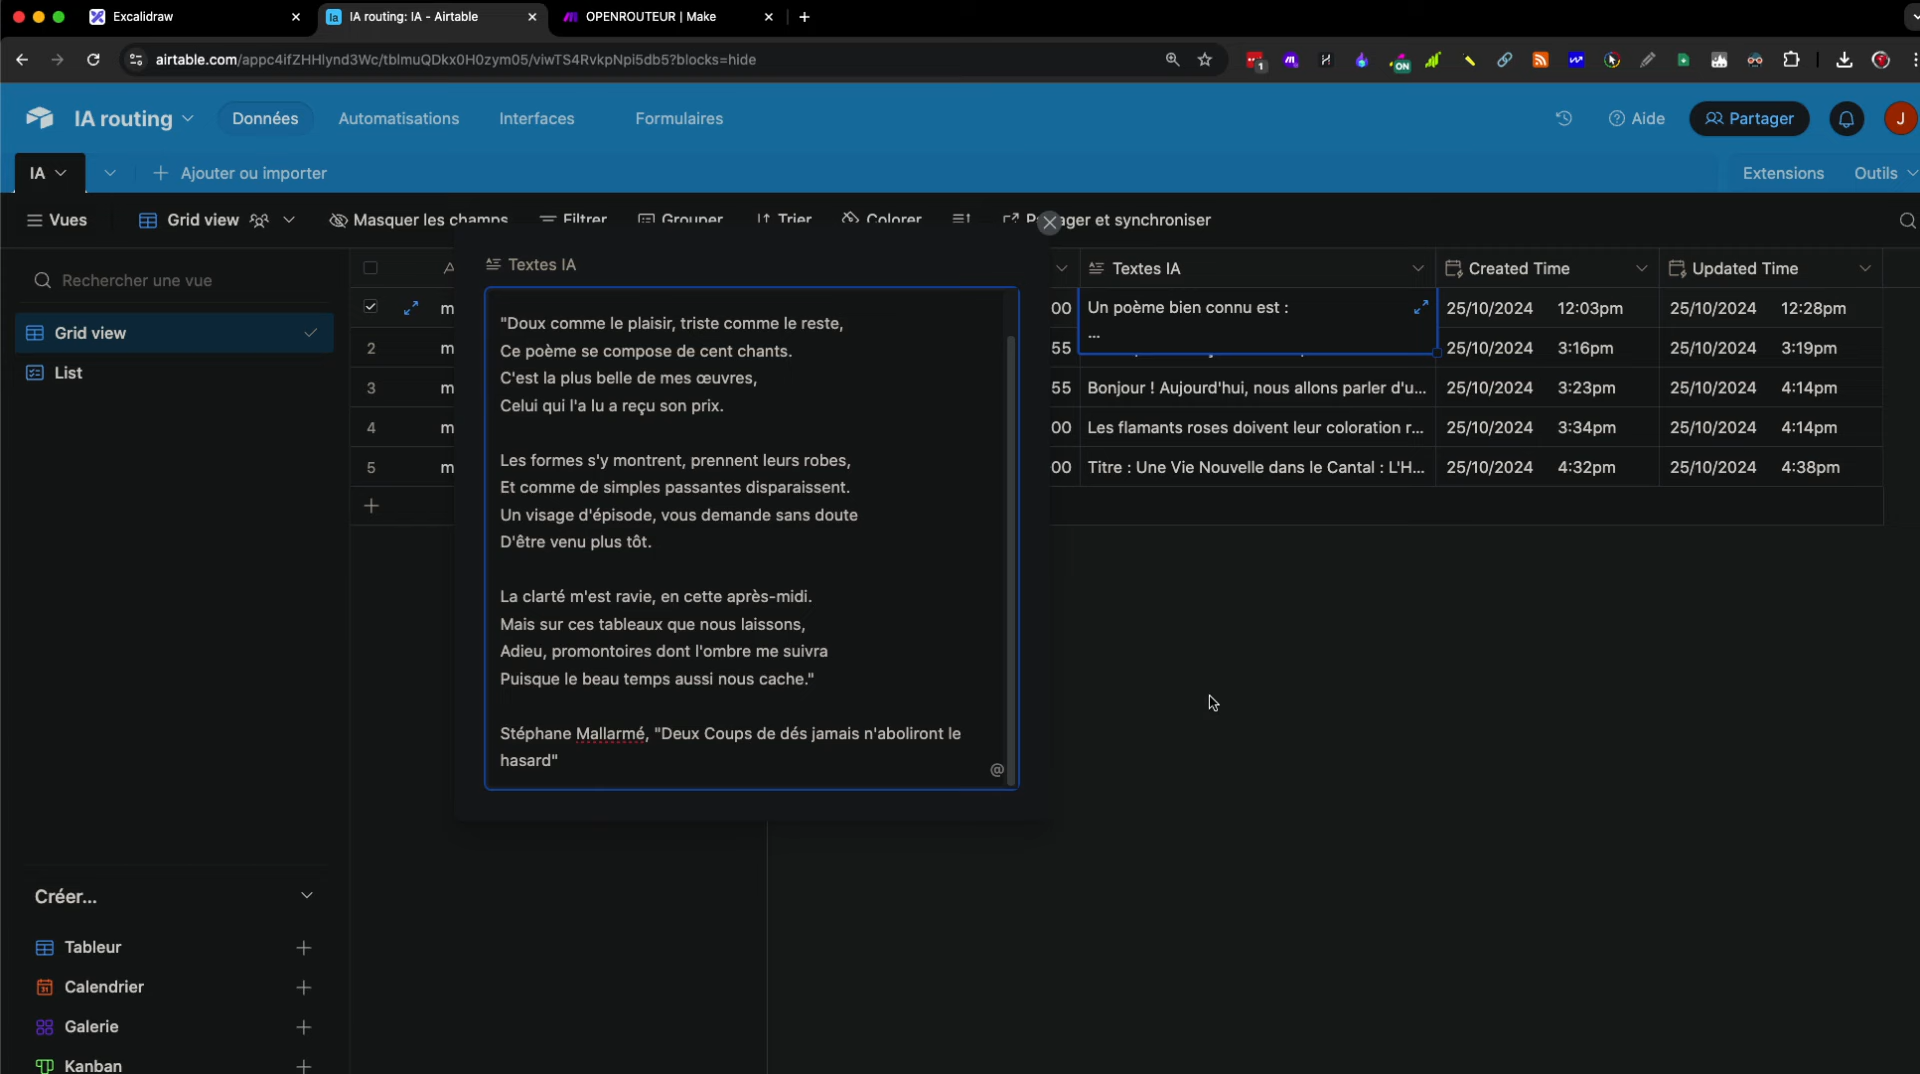 Excalidraw
IA routing: IA - Airtable
OPENROUTEUR | Make
airtable.com/appc4ifZHHlynd3Wc/tblmuQDkx0H0zym05/viwTS4RvkpNpi5db5?blocks=hide
IA routing
Données
Automatisations
Interfaces
Formulaires
Aide
Partager
J
IA
Ajouter ou importer
Extensions
Outils
Vues
Grid view
Masquer les champs
Filtrer
Grouper
Trier
Colorer
ager et synchroniser
Rechercher une vue
Grid view
List
Textes IA
"Doux comme le plaisir, triste comme le reste,
Ce poème se compose de cent chants.
C'est la plus belle de mes œuvres,
Celui qui l'a lu a reçu son prix.
Les formes s'y montrent, prennent leurs robes,
Et comme de simples passantes disparaissent.
Un visage d'épisode, vous demande sans doute
D'être venu plus tôt.
La clarté m'est ravie, en cette après-midi.
Mais sur ces tableaux que nous laissons,
Adieu, promontoires dont l'ombre me suivra
Puisque le beau temps aussi nous cache."
Stéphane Mallarmé, "Deux Coups de dés jamais n'aboliront le
hasard"
@
Textes IA
Created Time
Updated Time
m
00
Un poème bien connu est :
...
25/10/2024 12:03pm
25/10/2024 12:28pm
2 m
55
25/10/2024 3:16pm
25/10/2024 3:19pm
3 m
55
Bonjour ! Aujourd'hui, nous allons parler d'u...
25/10/2024 3:23pm
25/10/2024 4:14pm
4 m
00
Les flamants roses doivent leur coloration r...
25/10/2024 3:34pm
25/10/2024 4:14pm
5 m
00
Titre : Une Vie Nouvelle dans le Cantal : L'H...
25/10/2024 4:32pm
25/10/2024 4:38pm
Créer...
Tableur
Calendrier
Galerie
Kanban